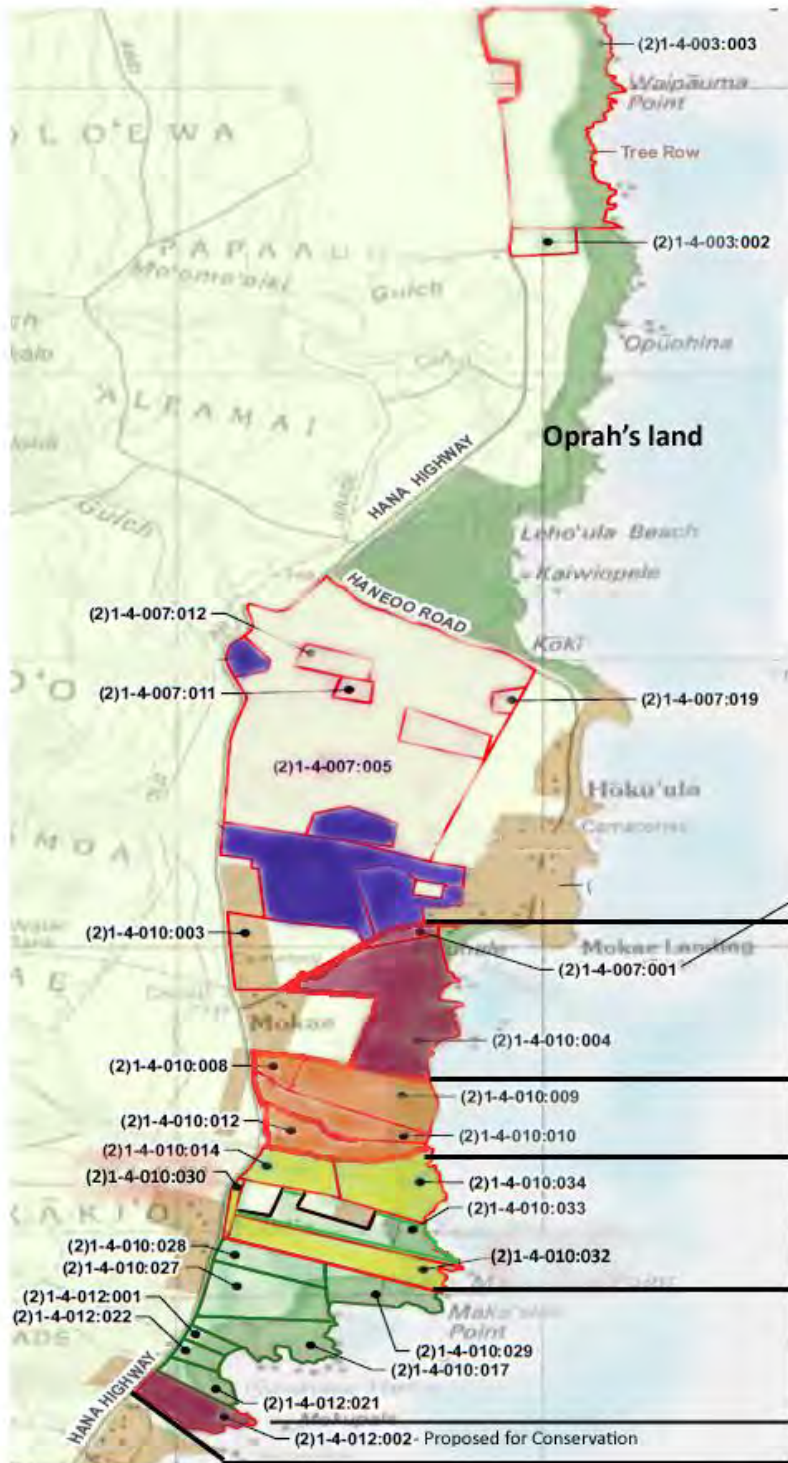 (2)1-4-003:003
Waipāuma
Point
Tree Row
(2)1-4-003:002
Mo'omo'oiki
Gulch
'Ōpūohina
'ALEAMAI
Oprah's land
HANA HIGHWAY
Gulch
Leho'ula Beach
Kaiwiopele
HANEOO ROAD
(2)1-4-007:012
Kōkī
(2)1-4-007:011
(2)1-4-007:019
(2)1-4-007:005
Hōkū'ula
(2)1-4-010:003
Mokae Landing
(2)1-4-007:001
Mokae
(2)1-4-010:004
(2)1-4-010:008
(2)1-4-010:009
(2)1-4-010:012
(2)1-4-010:010
(2)1-4-010:014
(2)1-4-010:030
(2)1-4-010:034
(2)1-4-010:033
(2)1-4-010:028
(2)1-4-010:032
(2)1-4-010:027
(2)1-4-012:001
(2)1-4-012:022
Point
(2)1-4-010:029
(2)1-4-010:017
HANA HIGHWAY
(2)1-4-012:021
(2)1-4-012:002 - Proposed for Conservation